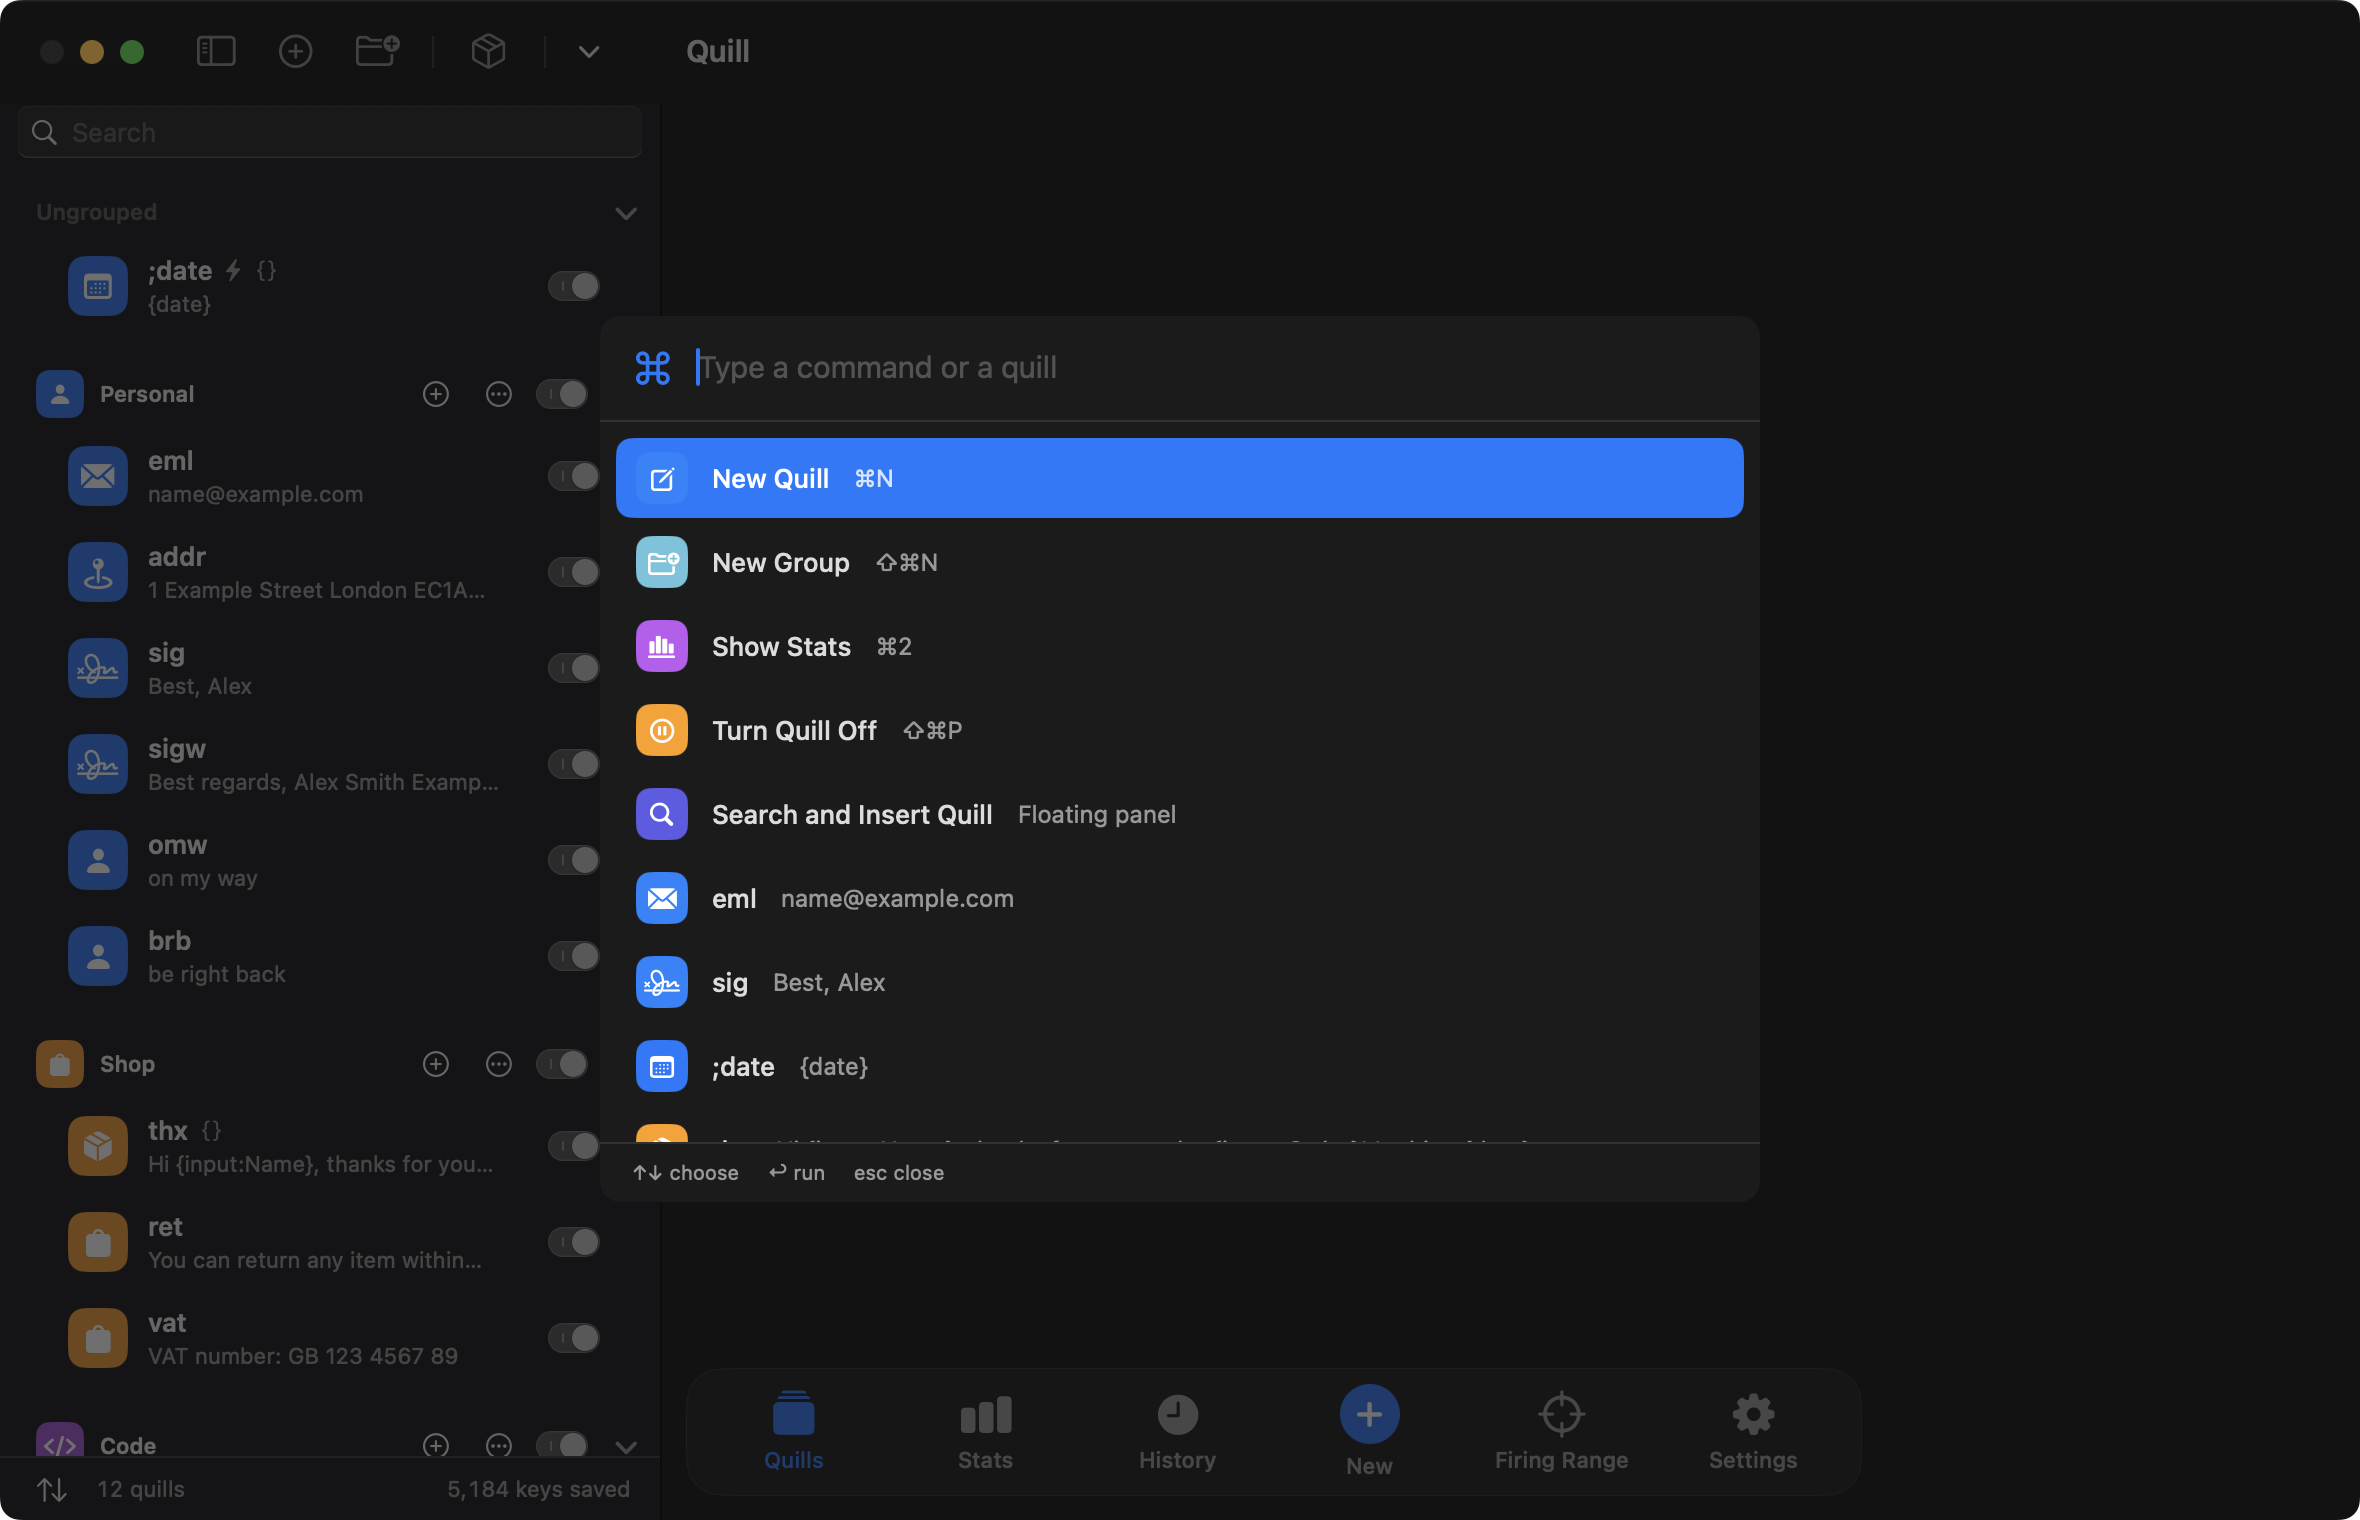 Quill
Search
Ungrouped
;date {}
{date}
Personal
eml
name@example.com
addr
1 Example Street London EC1A...
sig
Best, Alex
sigw
Best regards, Alex Smith Examp...
omw
on my way
brb
be right back
Shop
thx {}
Hi {input:Name}, thanks for you...
ret
You can return any item within...
vat
VAT number: GB 123 4567 89
Code
12 quills
5,184 keys saved
Type a command or a quill
New Quill ⌘N
New Group ⇧⌘N
Show Stats ⌘2
Turn Quill Off ⇧⌘P
Search and Insert Quill Floating panel
eml name@example.com
sig Best, Alex
;date {date}
↑↓ choose ↩ run esc close
Quills
Stats
History
New
Firing Range
Settings